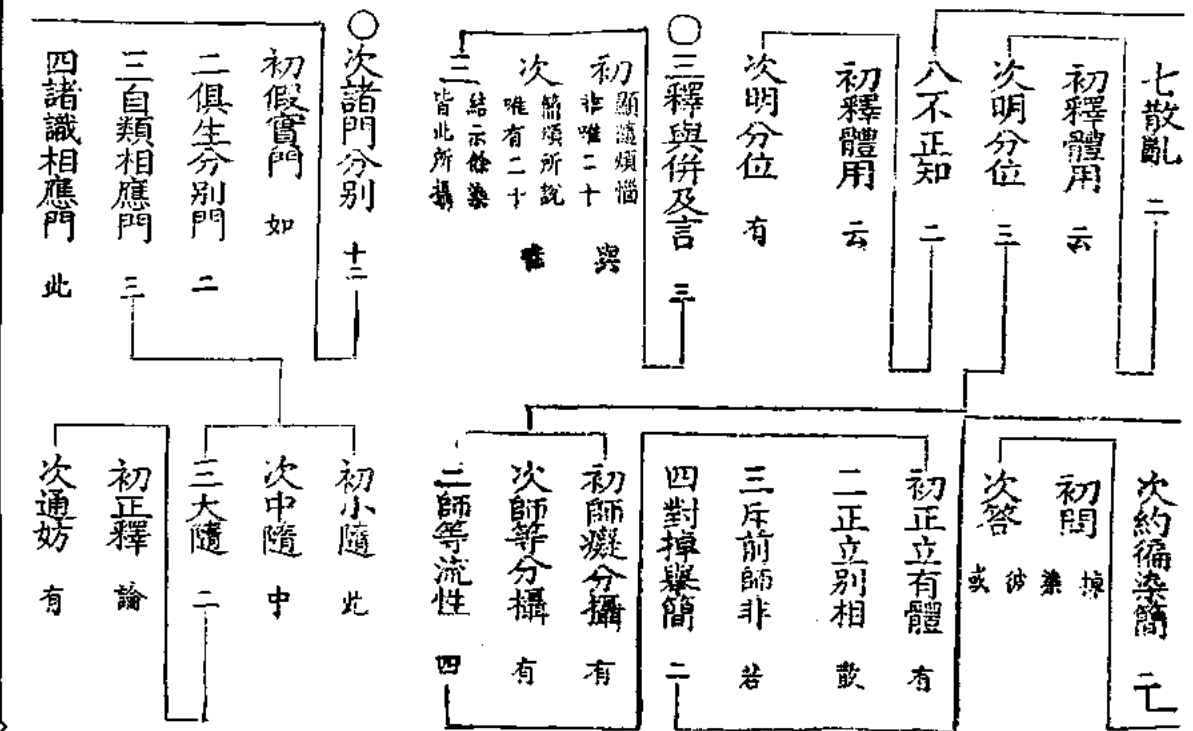 七散亂 二
初釋體用 云
次明分位 三
八不正知 二
初釋體用 云
次明分位 有
〇三釋與併及言 三
初顯隨煩惱非唯二十 與
次簡頌所說唯有二十
三結示餘染皆此所攝
〇次諸門分別 十二
初假實門 如
二俱生分別門 二
三自類相應門 三
四諸識相應門 此
次約徧染簡 二
初問 掉染
次答 彼或
初正立有體 有
二正立別相 散
三斥前師非 若
四對掉舉簡 二
初師癡分攝 有
次師等分攝 有
三師等流性 四
初小隨 此
次中隨 中
三大隨 二
初正釋 論
次通妨 有